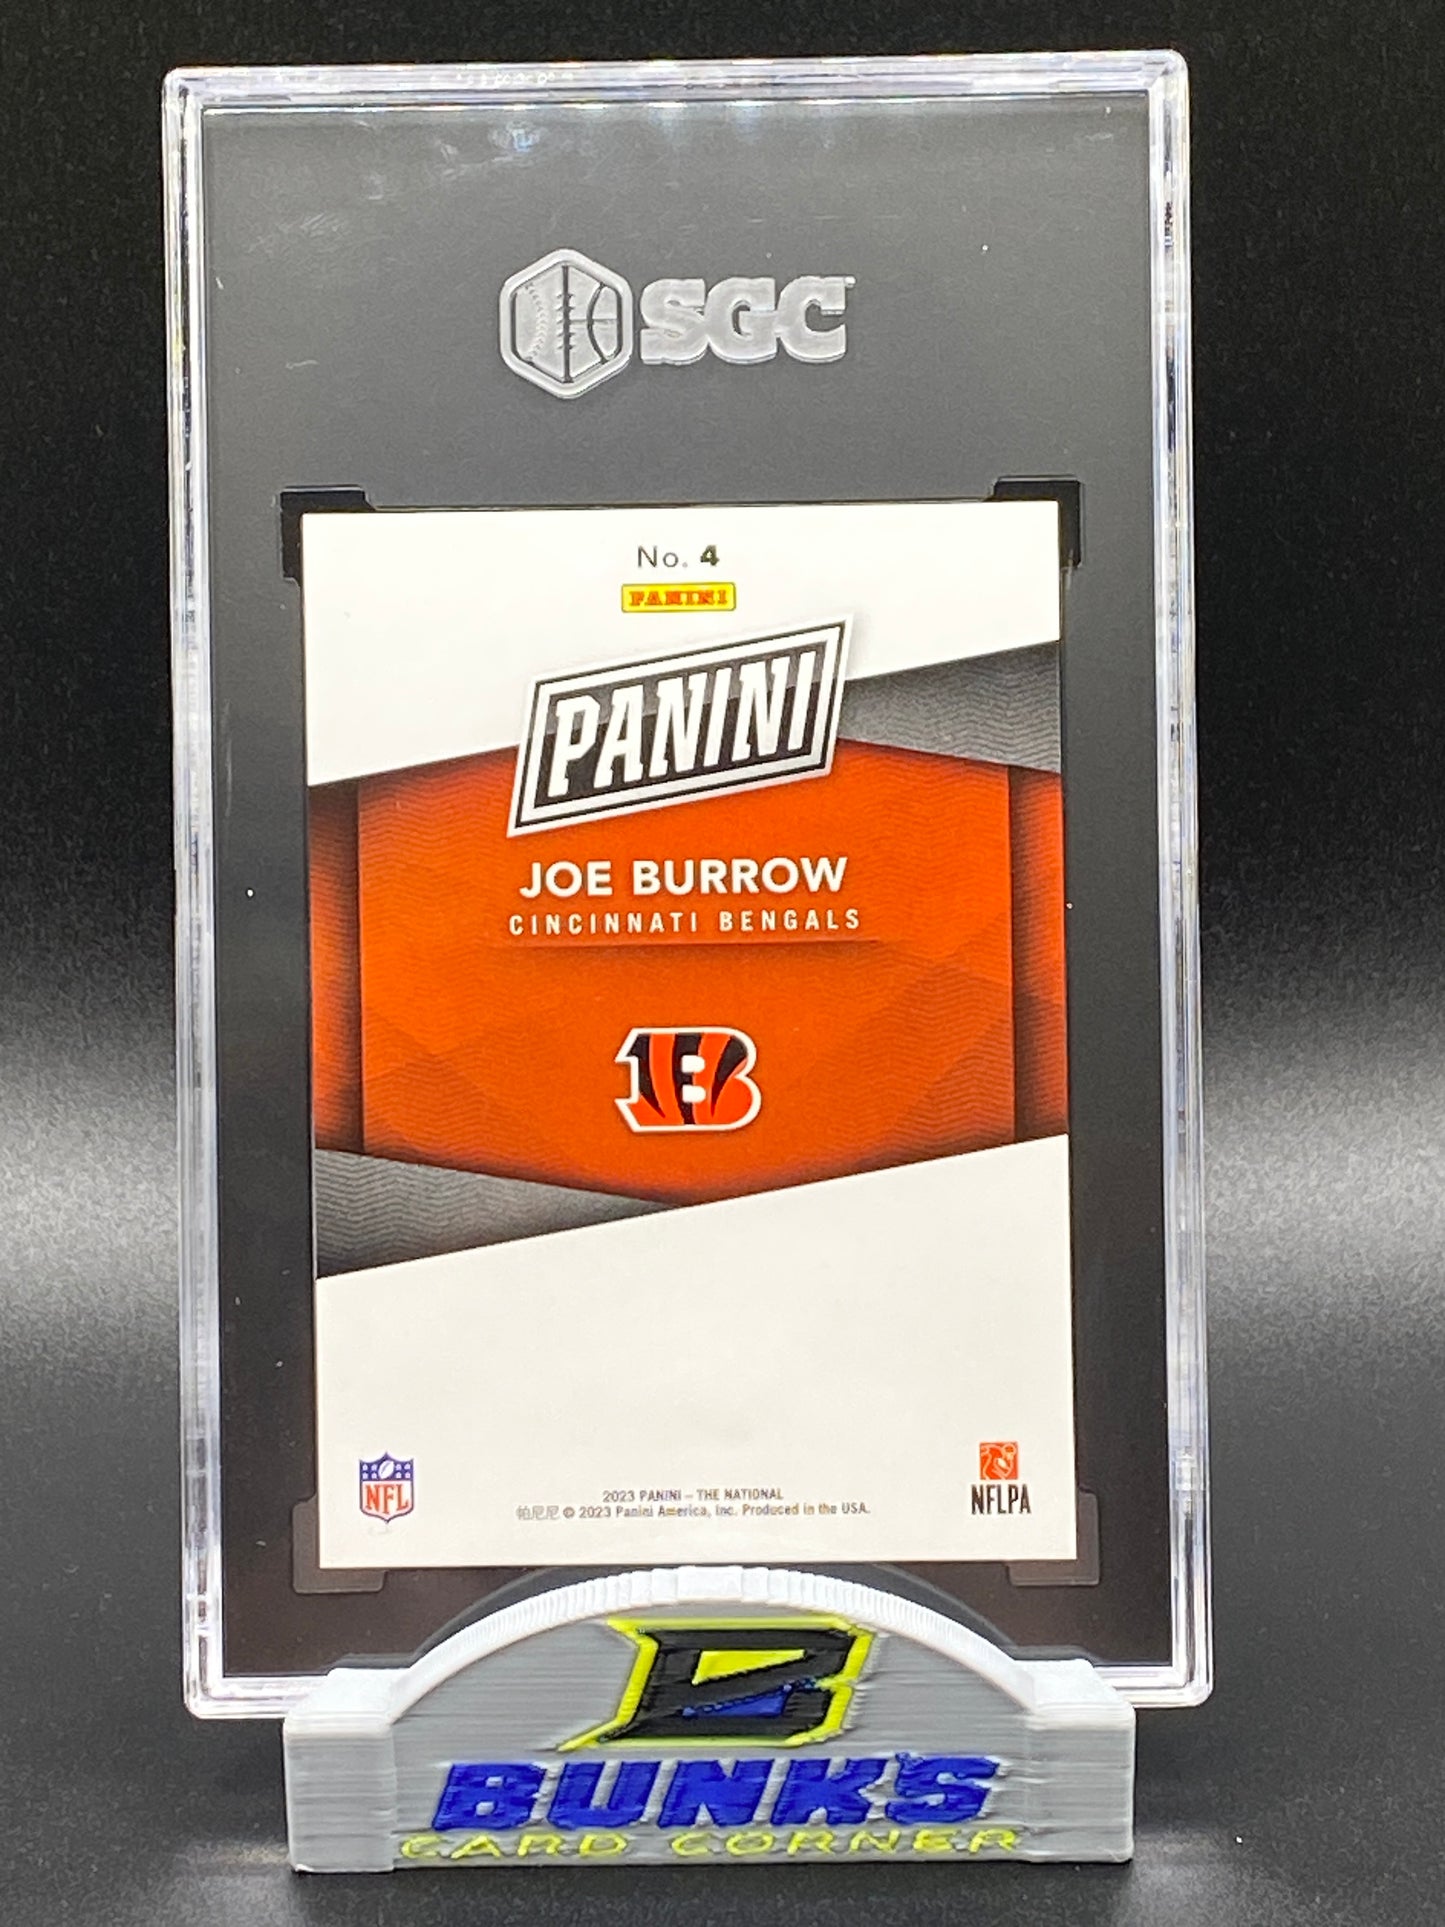 SGC
No. 4
PANINI
PANINI
JOE BURROW
CINCINNATI BENGALS
B
NFL
2023 PANINI – THE NATIONAL
帕尼尼 © 2023 Panini America, Inc. Produced in the USA.
NFLPA
B
BUNK'S
CARD CORNER